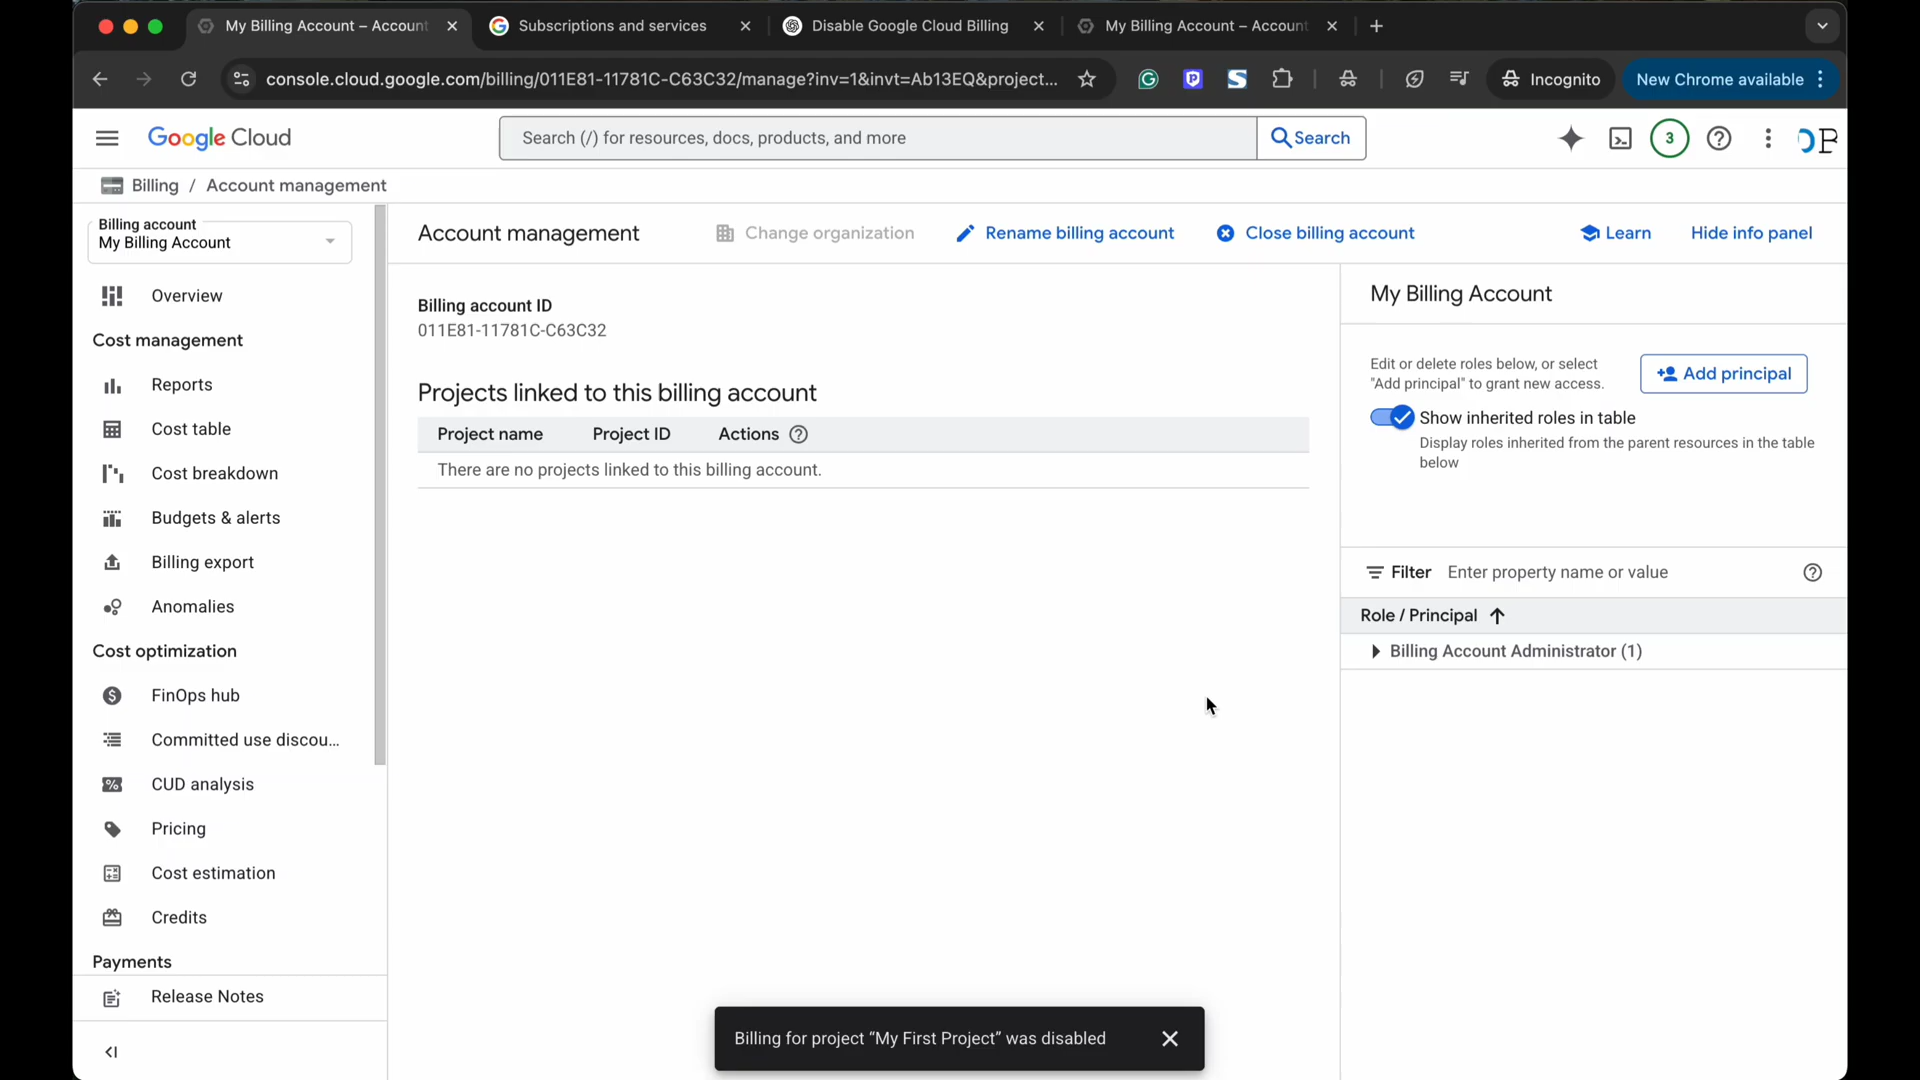 My Billing Account – Account
Subscriptions and services
Disable Google Cloud Billing
My Billing Account – Account
console.cloud.google.com/billing/011E81-11781C-C63C32/manage?inv=1&invt=Ab13EQ&project...
Incognito
New Chrome available
Google Cloud
Search (/) for resources, docs, products, and more
Search
3
Billing / Account management
Billing account
My Billing Account
Account management
Change organization
Rename billing account
Close billing account
Learn
Hide info panel
Overview
Cost management
Reports
Cost table
Cost breakdown
Budgets & alerts
Billing export
Anomalies
Cost optimization
FinOps hub
Committed use discou...
CUD analysis
Pricing
Cost estimation
Credits
Payments
Release Notes
Billing account ID
011E81-11781C-C63C32
Projects linked to this billing account
Project name Project ID Actions
There are no projects linked to this billing account.
My Billing Account
Edit or delete roles below, or select
"Add principal" to grant new access.
Add principal
Show inherited roles in table
Display roles inherited from the parent resources in the table
below
Filter Enter property name or value
Role / Principal
Billing Account Administrator (1)
Billing for project “My First Project” was disabled